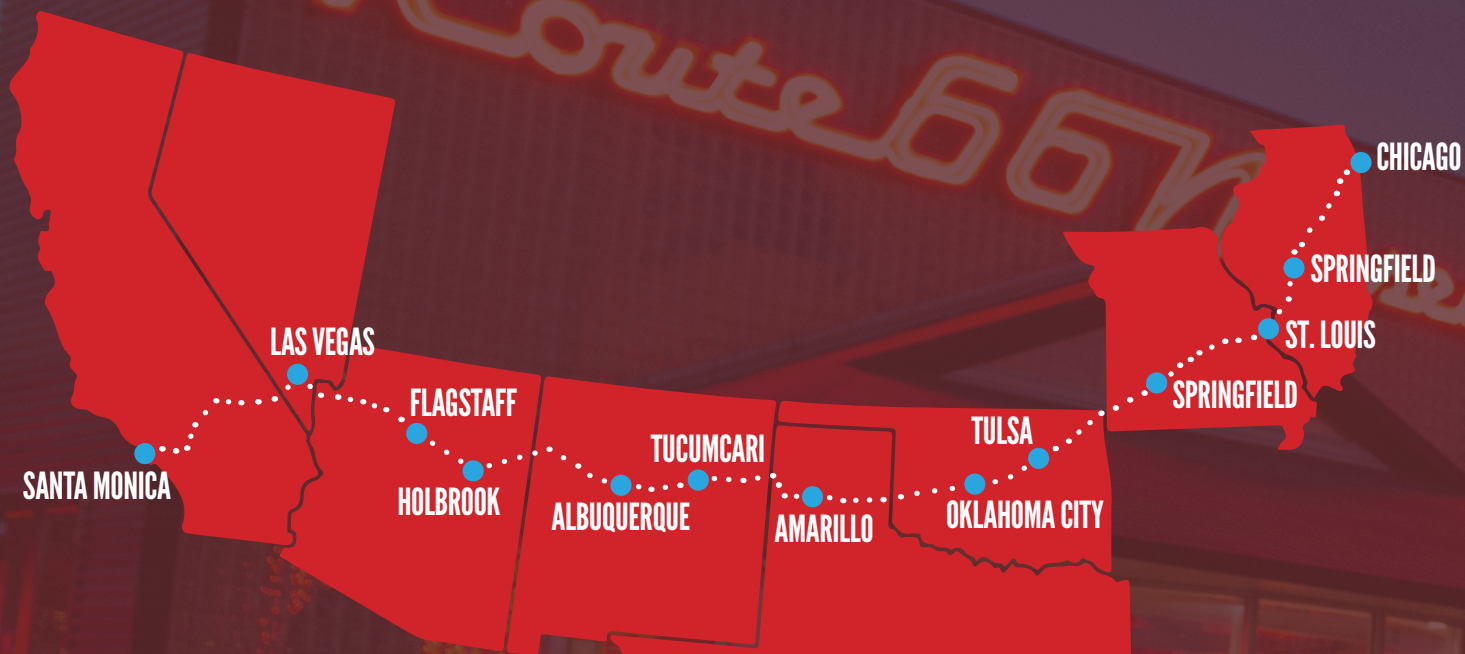 Route 66
CHICAGO
SPRINGFIELD
ST. LOUIS
SPRINGFIELD
LAS VEGAS
FLAGSTAFF
TULSA
TUCUMCARI
SANTA MONICA
HOLBROOK
ALBUQUERQUE
AMARILLO
OKLAHOMA CITY